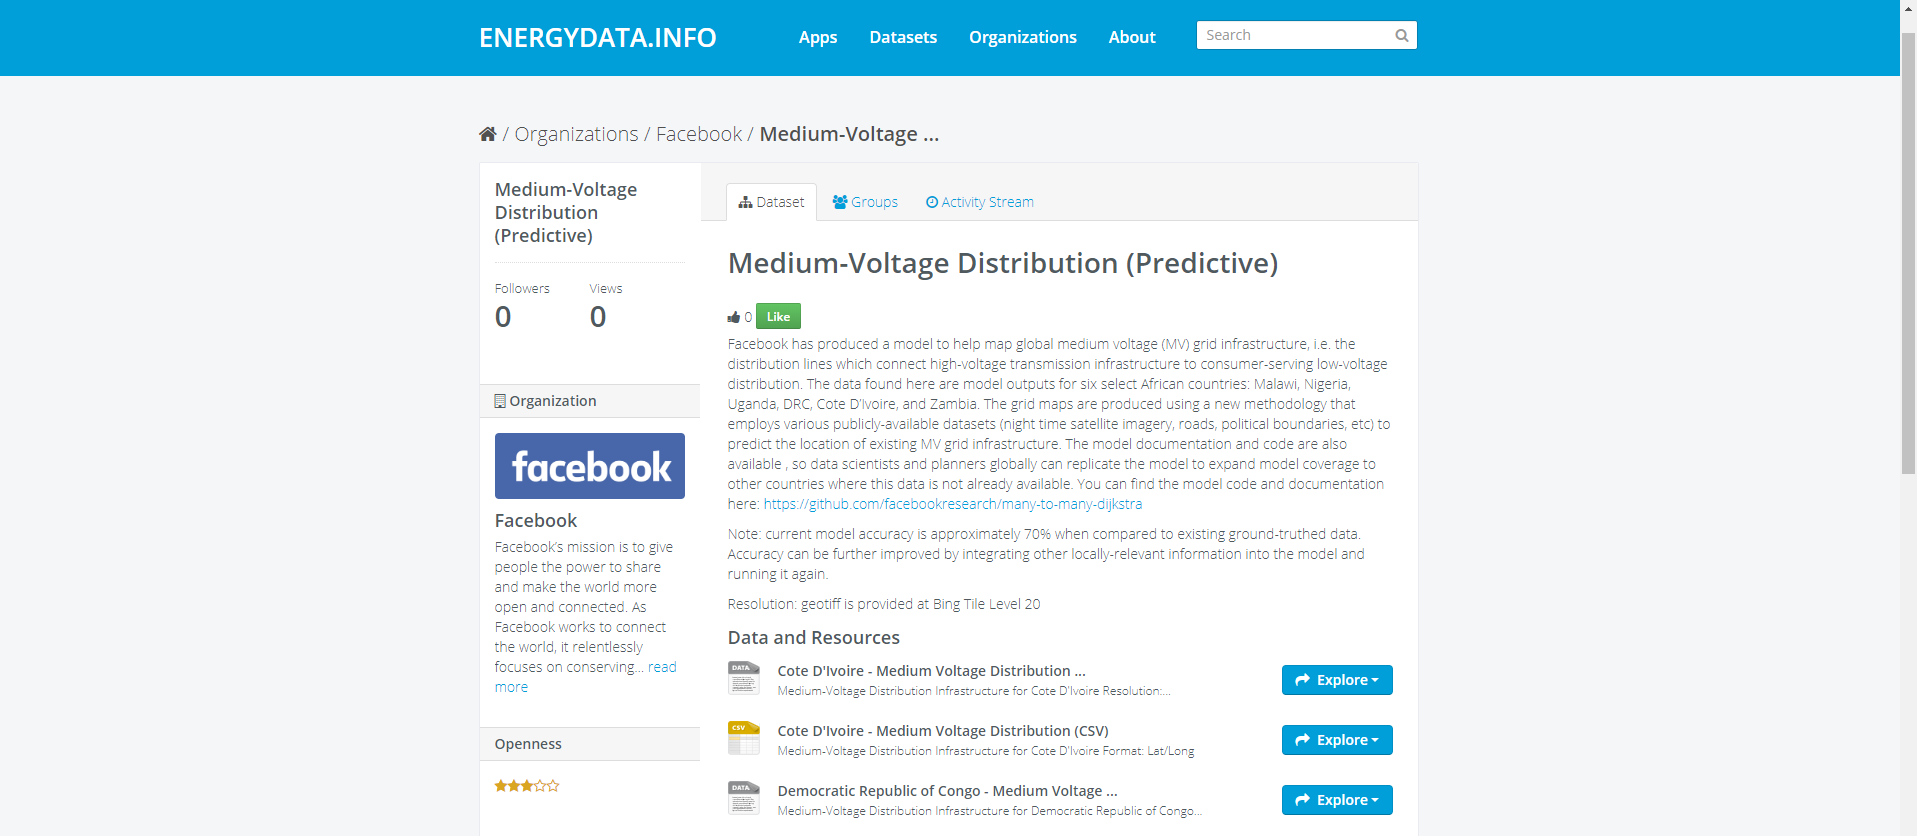 ENERGYDATA.INFO
Apps Datasets Organizations About
Search
/ Organizations / Facebook / Medium-Voltage ...
Medium-Voltage
Distribution
(Predictive)
Followers Views
0 0
Organization
facebook
Facebook
Facebook's mission is to give
people the power to share
and make the world more
open and connected. As
Facebook works to connect
the world, it relentlessly
focuses on conserving... read
more
Openness
Dataset Groups Activity Stream
Medium-Voltage Distribution (Predictive)
0 Like
Facebook has produced a model to help map global medium voltage (MV) grid infrastructure, i.e. the
distribution lines which connect high-voltage transmission infrastructure to consumer-serving low-voltage
distribution. The data found here are model outputs for six select African countries: Malawi, Nigeria,
Uganda, DRC, Cote D'Ivoire, and Zambia. The grid maps are produced using a new methodology that
employs various publicly-available datasets (night time satellite imagery, roads, political boundaries, etc) to
predict the location of existing MV grid infrastructure. The model documentation and code are also
available , so data scientists and planners globally can replicate the model to expand model coverage to
other countries where this data is not already available. You can find the model code and documentation
here: https://github.com/facebookresearch/many-to-many-dijkstra
Note: current model accuracy is approximately 70% when compared to existing ground-truthed data.
Accuracy can be further improved by integrating other locally-relevant information into the model and
running it again.
Resolution: geotiff is provided at Bing Tile Level 20
Data and Resources
DATA
Cote D'Ivoire - Medium Voltage Distribution ...
Medium-Voltage Distribution Infrastructure for Cote D'Ivoire Resolution:...
Explore
CSV
Cote D'Ivoire - Medium Voltage Distribution (CSV)
Medium-Voltage Distribution Infrastructure for Cote D'Ivoire Format: Lat/Long
Explore
DATA
Democratic Republic of Congo - Medium Voltage ...
Medium-Voltage Distribution Infrastructure for Democratic Republic of Congo...
Explore